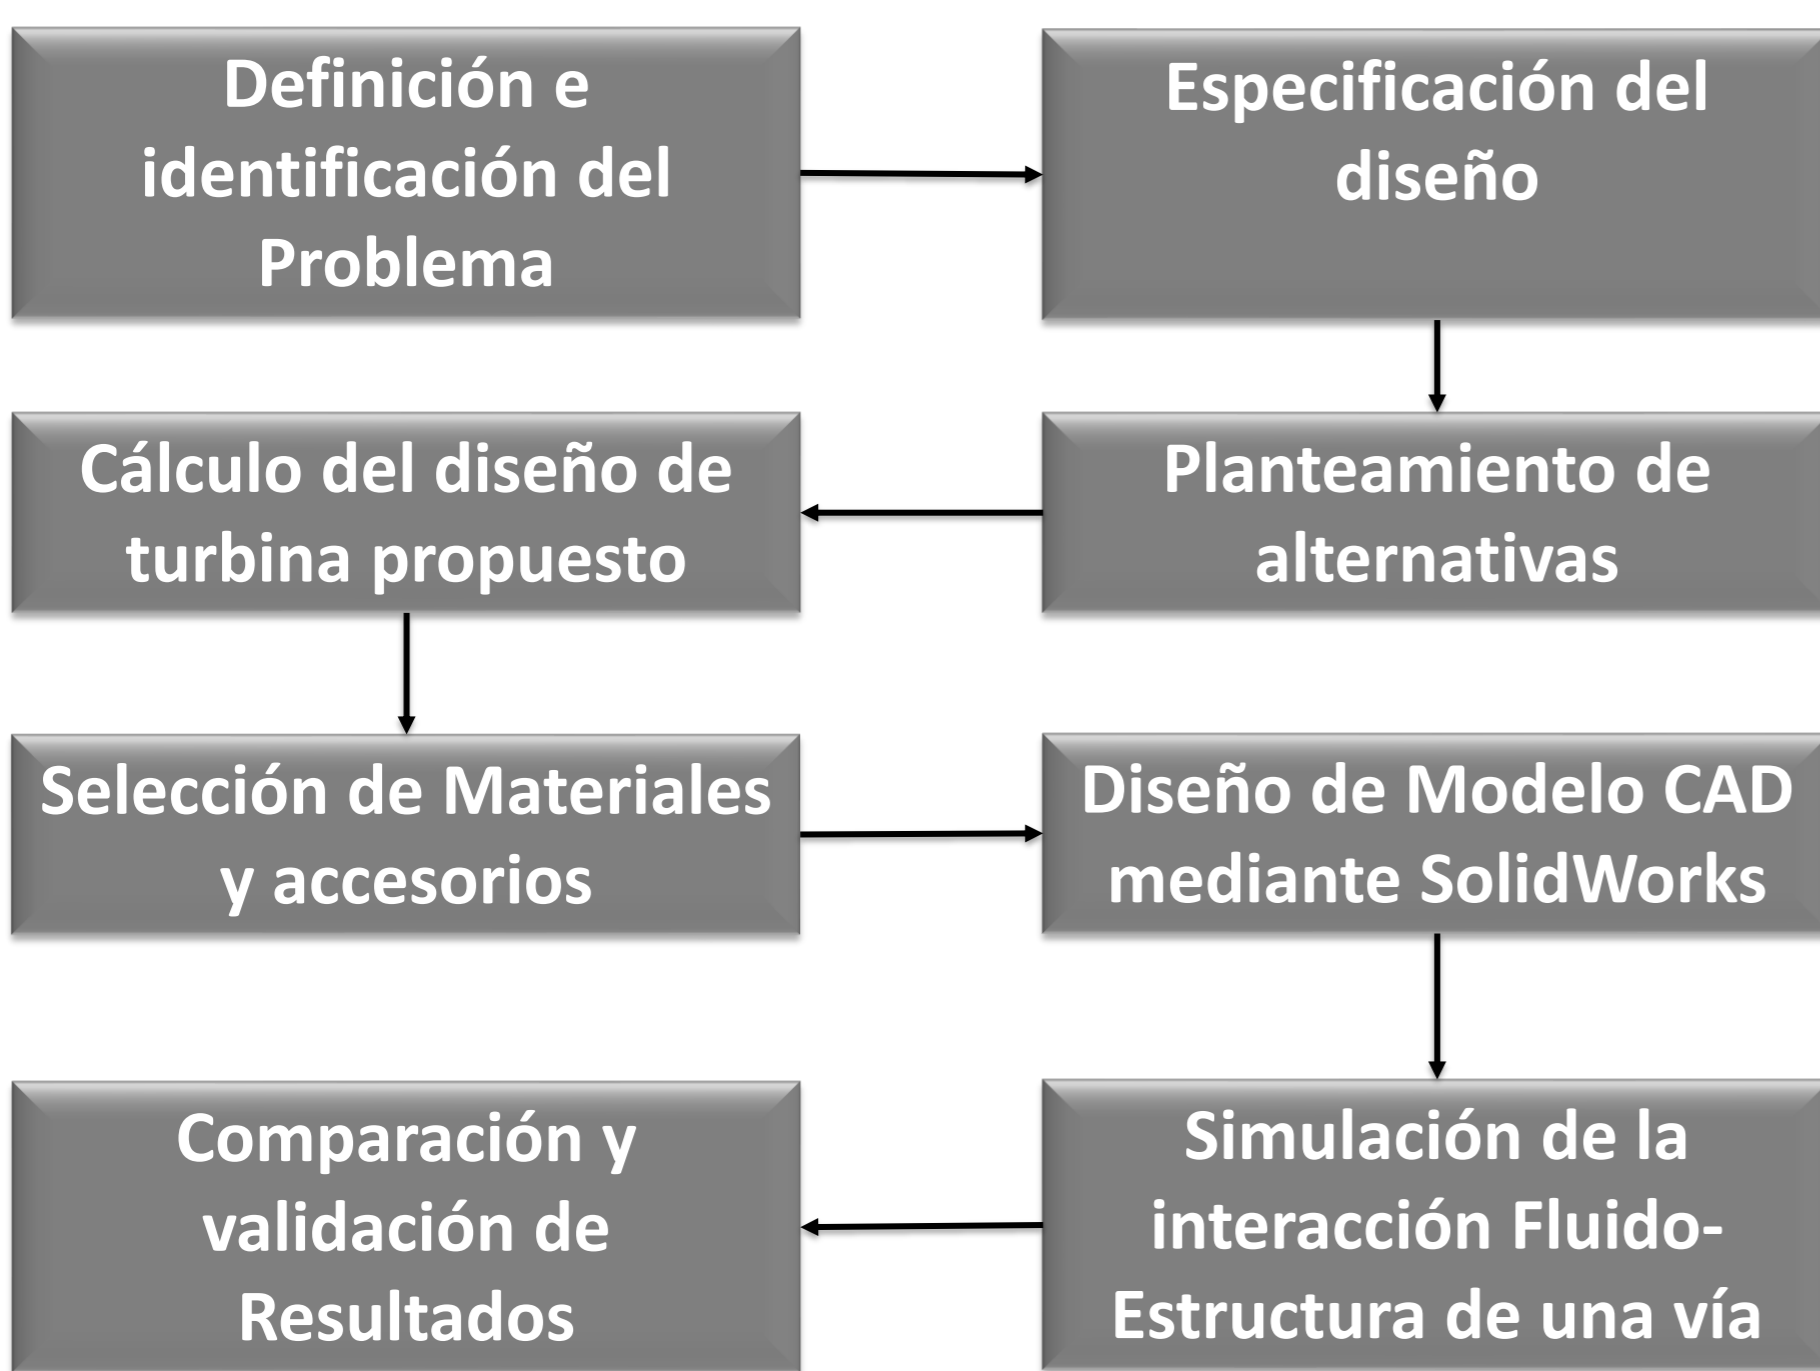 Definición e
identificación del
Problema
Especificación del
diseño
Planteamiento de
alternativas
Cálculo del diseño de
turbina propuesto
Selección de Materiales
y accesorios
Diseño de Modelo CAD
mediante SolidWorks
Simulación de la
interacción Fluido-
Estructura de una vía
Comparación y
validación de
Resultados